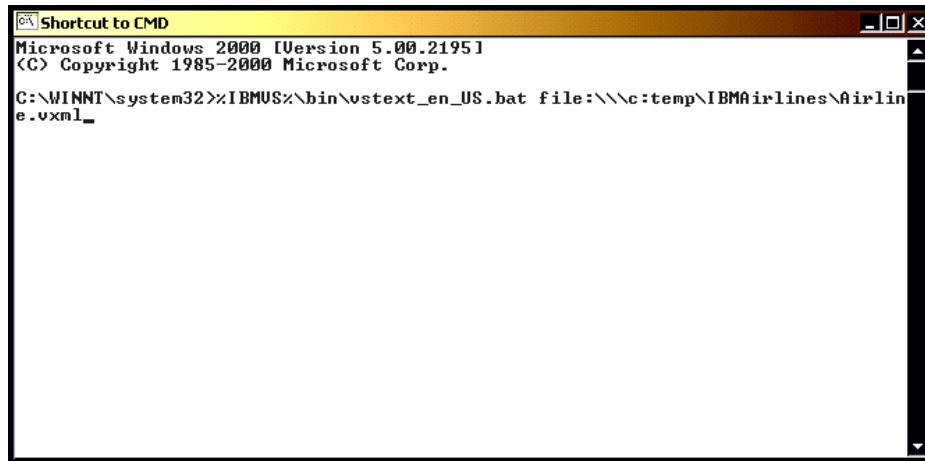 Shortcut to CMD
Microsoft Windows 2000 [Version 5.00.2195]
(C) Copyright 1985-2000 Microsoft Corp.
C:\WINNT\system32>%IBMVS%\bin\vstext_en_US.bat file:\\\c:temp\IBMAirlines\Airlin
e.vxml_